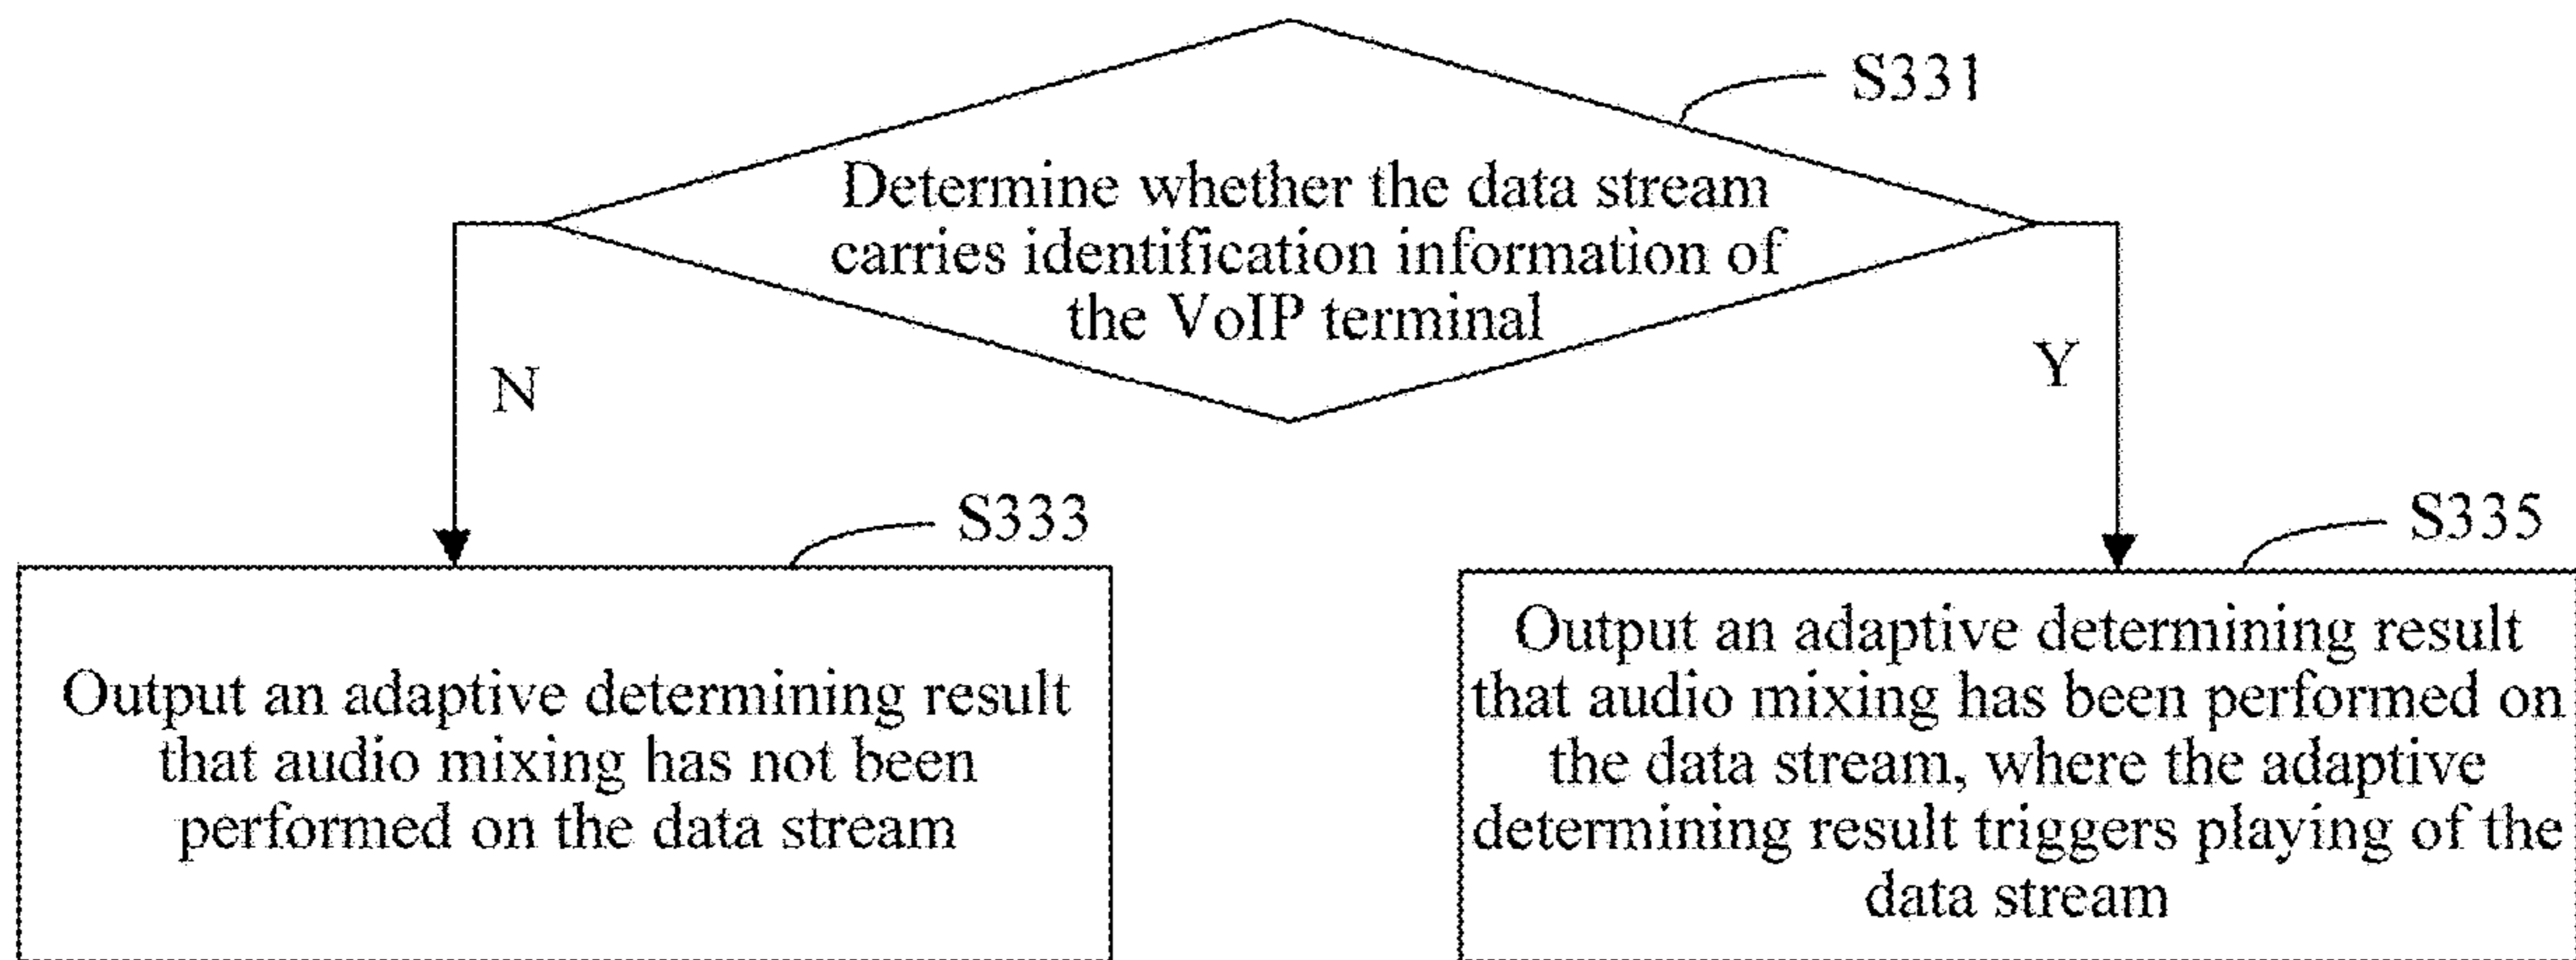 S331
Determine whether the data stream
carries identification information of
the VoIP terminal
N
Y
S333
S335
Output an adaptive determining result
that audio mixing has not been
performed on the data stream
Output an adaptive determining result
that audio mixing has been performed on
the data stream, where the adaptive
determining result triggers playing of the
data stream